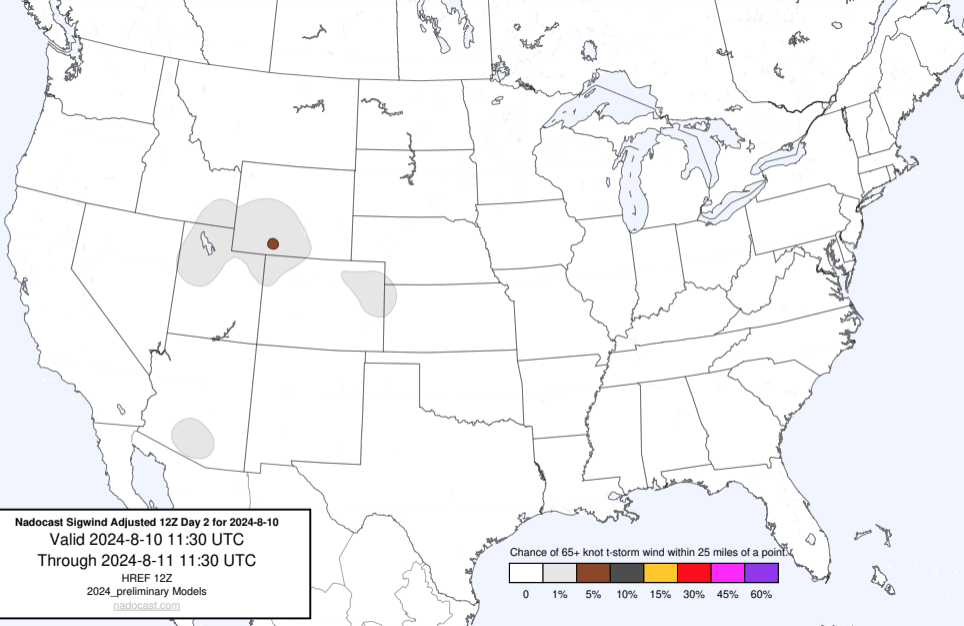 Nadocast Sigwind Adjusted 12Z Day 2 for 2024-8-10
Valid 2024-8-10 11:30 UTC
Through 2024-8-11 11:30 UTC
HREF 12Z
2024_preliminary Models
nadocast.com
Chance of 65+ knot t-storm wind within 25 miles of a point.
0 1% 5% 10% 15% 30% 45% 60%